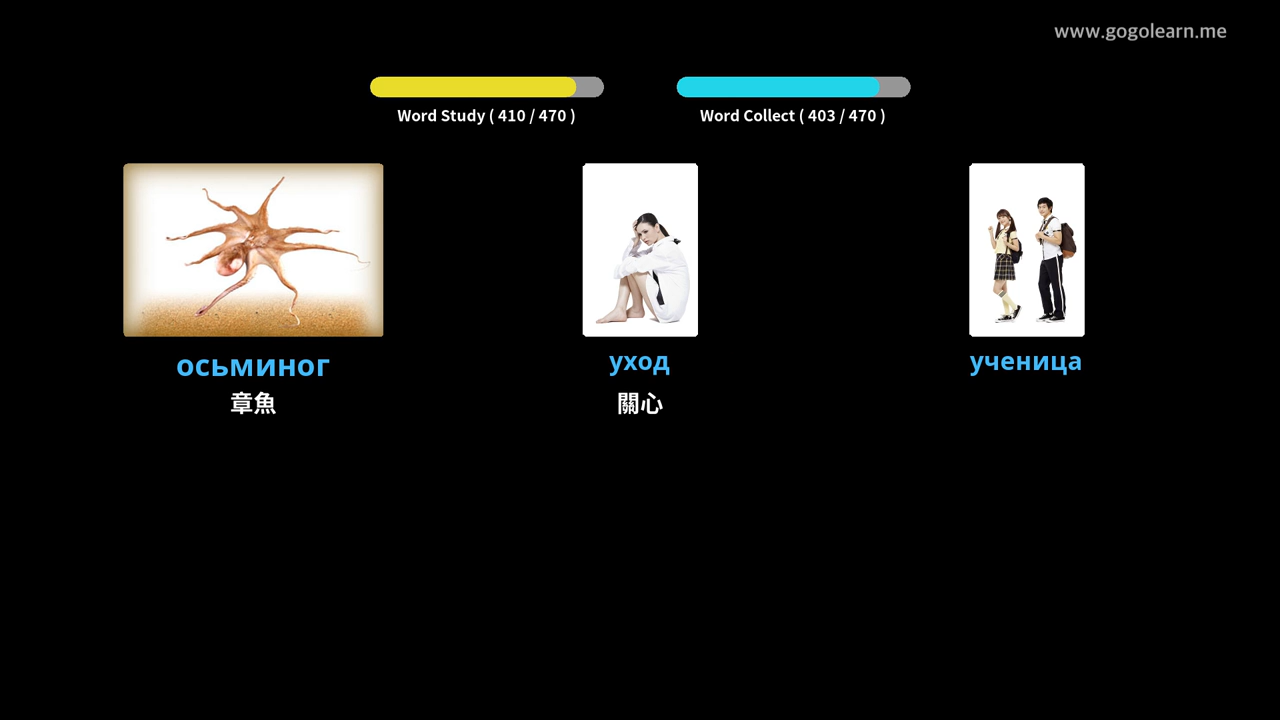 www.gogolearn.me
Word Study ( 410 / 470 )
Word Collect ( 403 / 470 )
осьминог
章魚
уход
關心
ученица